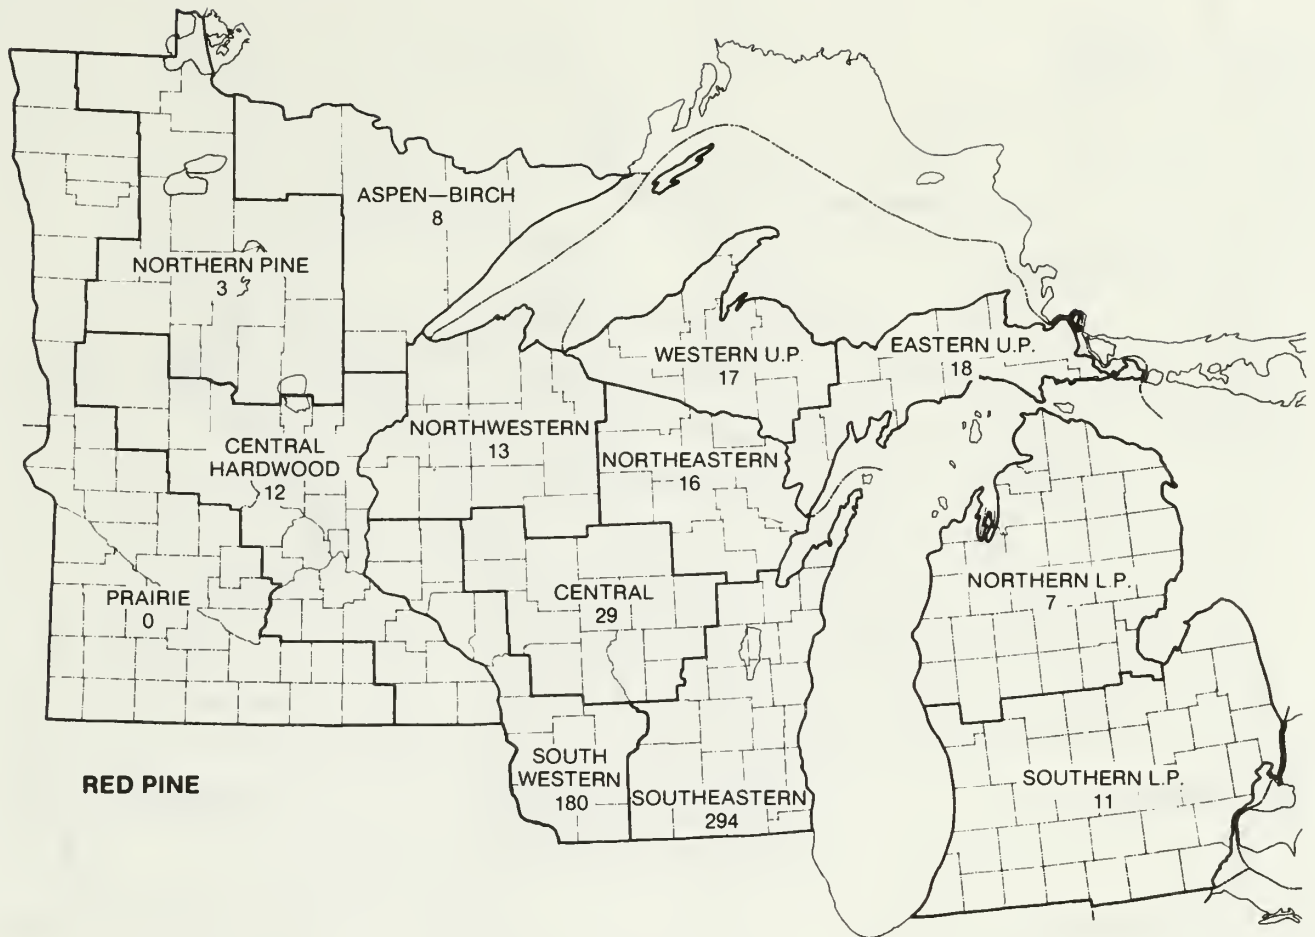 ASPEN—BIRCH
8
NORTHERN PINE
3
WESTERN U.P.
17
EASTERN U.P.
18
CENTRAL
HARDWOOD
12
NORTHWESTERN
13
NORTHEASTERN
16
PRAIRIE
0
CENTRAL
29
NORTHERN L.P.
7
SOUTH
WESTERN
180
SOUTHEASTERN
294
SOUTHERN L.P.
11
RED PINE